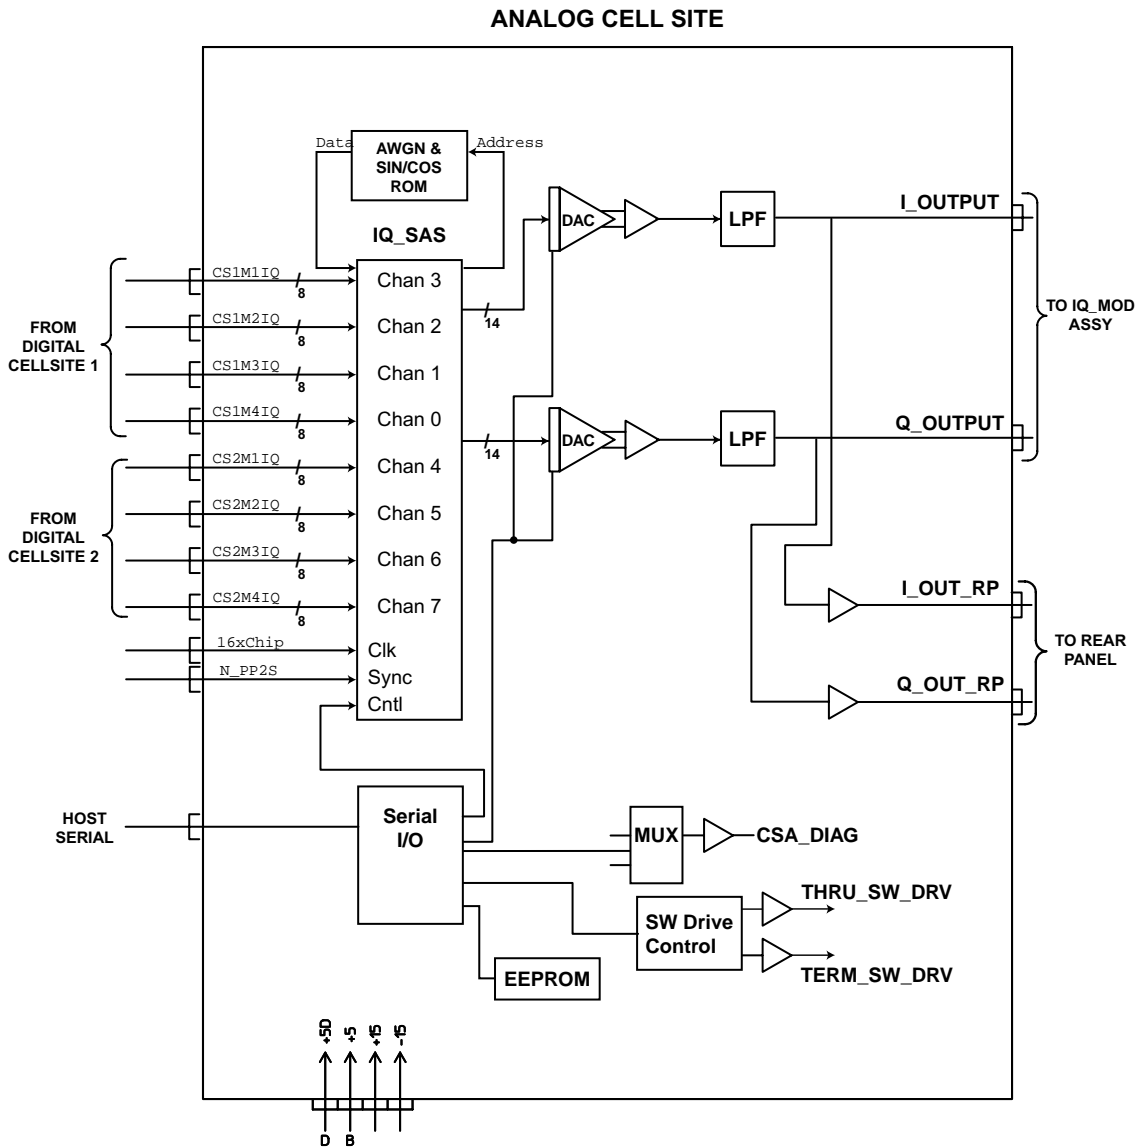 ANALOG CELL SITE
Data
AWGN &
SIN/COS
ROM
Address
IQ_SAS
DAC
LPF
I_OUTPUT
TO IQ_MOD
ASSY
FROM
DIGITAL
CELLSITE 1
CS1M1IQ
8
Chan 3
14
CS1M2IQ
8
Chan 2
CS1M3IQ
8
Chan 1
CS1M4IQ
8
Chan 0
14
DAC
LPF
Q_OUTPUT
FROM
DIGITAL
CELLSITE 2
CS2M1IQ
8
Chan 4
CS2M2IQ
8
Chan 5
CS2M3IQ
8
Chan 6
CS2M4IQ
8
Chan 7
16xChip
Clk
N_PP2S
Sync
Cntl
I_OUT_RP
TO REAR
PANEL
Q_OUT_RP
HOST
SERIAL
Serial
I/O
MUX
CSA_DIAG
SW Drive
Control
THRU_SW_DRV
TERM_SW_DRV
EEPROM
+5D
+5
+15
-15
D
B